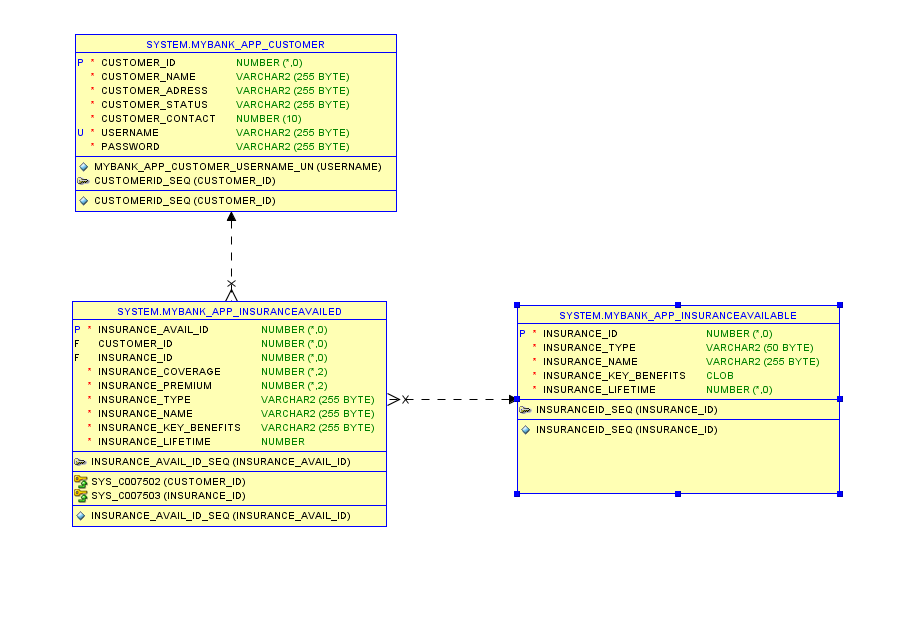 SYSTEM.MYBANK_APP_CUSTOMER
P * CUSTOMER_ID NUMBER (*,0)
* CUSTOMER_NAME VARCHAR2 (255 BYTE)
* CUSTOMER_ADRESS VARCHAR2 (255 BYTE)
* CUSTOMER_STATUS VARCHAR2 (255 BYTE)
* CUSTOMER_CONTACT NUMBER (10)
U * USERNAME VARCHAR2 (255 BYTE)
* PASSWORD VARCHAR2 (255 BYTE)
MYBANK_APP_CUSTOMER_USERNAME_UN (USERNAME)
CUSTOMERID_SEQ (CUSTOMER_ID)
CUSTOMERID_SEQ (CUSTOMER_ID)
SYSTEM.MYBANK_APP_INSURANCEAVAILED
P * INSURANCE_AVAIL_ID NUMBER (*,0)
F CUSTOMER_ID NUMBER (*,0)
F INSURANCE_ID NUMBER (*,0)
* INSURANCE_COVERAGE NUMBER (*,2)
* INSURANCE_PREMIUM NUMBER (*,2)
* INSURANCE_TYPE VARCHAR2 (255 BYTE)
* INSURANCE_NAME VARCHAR2 (255 BYTE)
* INSURANCE_KEY_BENEFITS VARCHAR2 (255 BYTE)
* INSURANCE_LIFETIME NUMBER
INSURANCE_AVAIL_ID_SEQ (INSURANCE_AVAIL_ID)
SYS_C007502 (CUSTOMER_ID)
SYS_C007503 (INSURANCE_ID)
INSURANCE_AVAIL_ID_SEQ (INSURANCE_AVAIL_ID)
SYSTEM.MYBANK_APP_INSURANCEAVAILABLE
P * INSURANCE_ID NUMBER (*,0)
* INSURANCE_TYPE VARCHAR2 (50 BYTE)
* INSURANCE_NAME VARCHAR2 (255 BYTE)
* INSURANCE_KEY_BENEFITS CLOB
* INSURANCE_LIFETIME NUMBER (*,0)
INSURANCEID_SEQ (INSURANCE_ID)
INSURANCEID_SEQ (INSURANCE_ID)